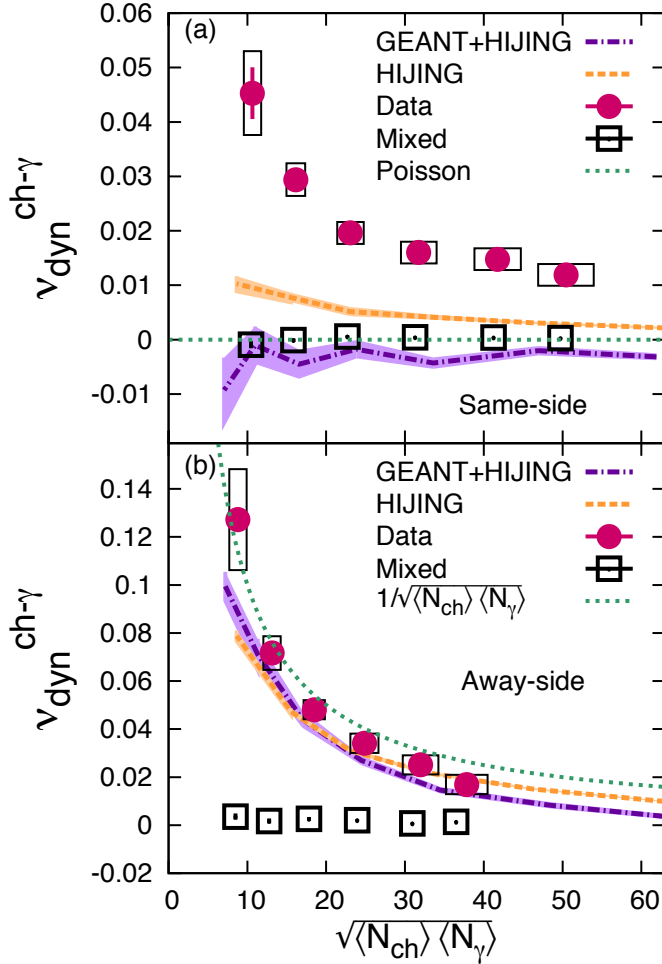 0.06
(a)
GEANT+HIJING
0.05
HIJING
Data
0.04
Mixed
0.03
Poisson
0.02
ν_dyn^ch-γ
0.01
0
-0.01
Same-side
(b)
0.14
GEANT+HIJING
HIJING
0.12
Data
0.1
Mixed
1/√⟨N_ch⟩ ⟨N_γ⟩
0.08
ν_dyn^ch-γ
0.06
Away-side
0.04
0.02
0
-0.02
0 10 20 30 40 50 60
√⟨N_ch⟩ ⟨N_γ⟩